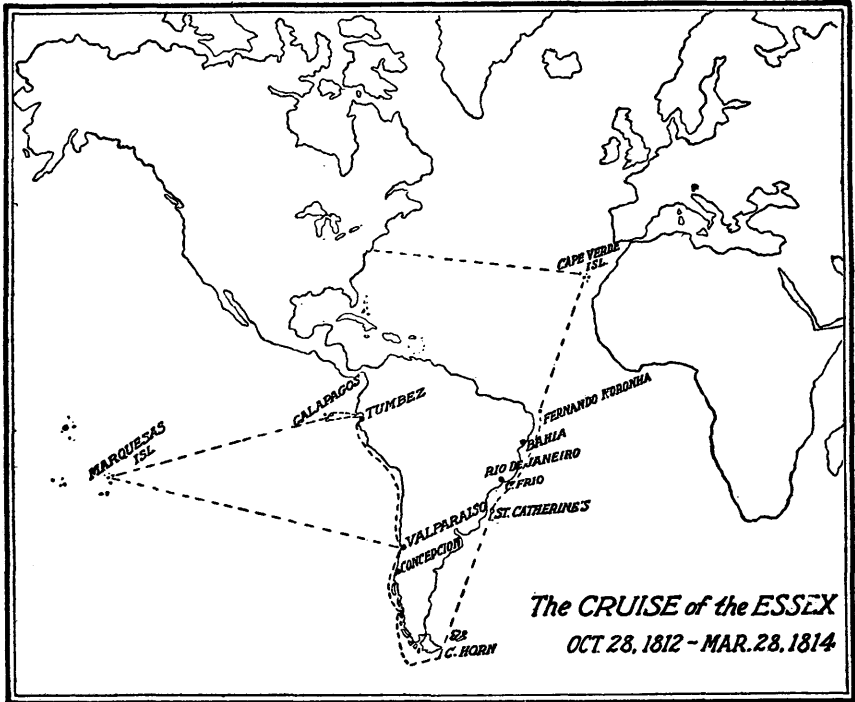 CAPE VERDE
ISL.
GALAPAGOS
TUMBEZ
FERNANDO NORONHA
MARQUESAS
ISL
BAHIA
RIO DE JANEIRO
C. FRIO
ST. CATHERINE'S
VALPARAISO
CONCEPCION
C. HORN
The CRUISE of the ESSEX
OCT. 28, 1812 ~ MAR. 28, 1814